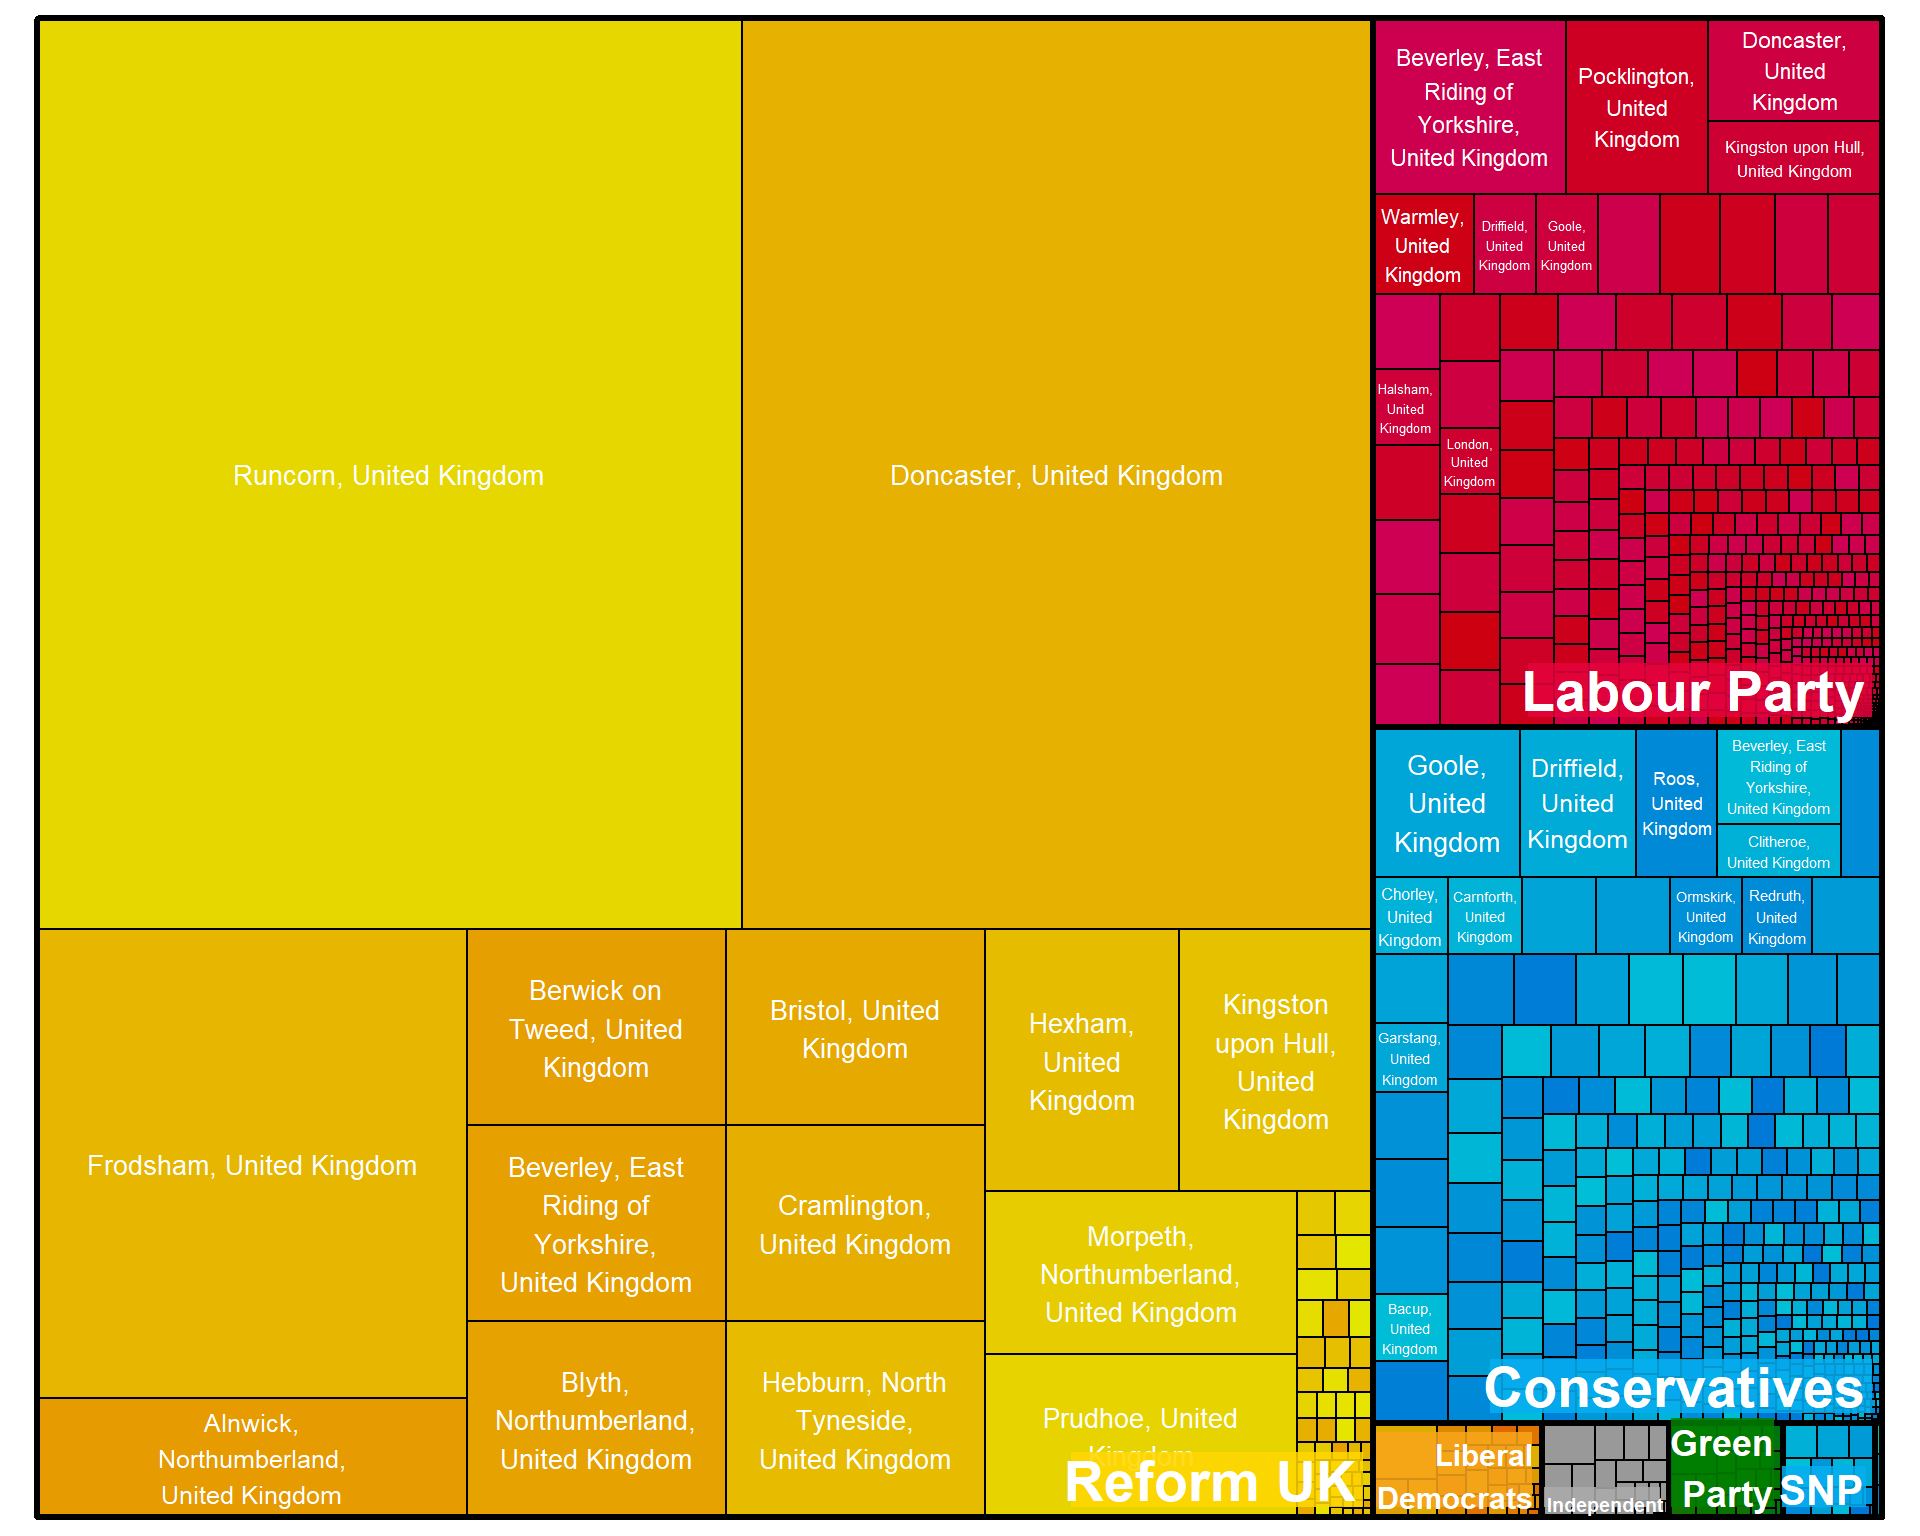 Runcorn, United Kingdom
Doncaster, United Kingdom
Frodsham, United Kingdom
Alnwick,
Northumberland,
United Kingdom
Berwick on
Tweed, United
Kingdom
Beverley, East
Riding of
Yorkshire,
United Kingdom
Blyth,
Northumberland,
United Kingdom
Bristol, United
Kingdom
Cramlington,
United Kingdom
Hebburn, North
Tyneside,
United Kingdom
Hexham,
United
Kingdom
Kingston
upon Hull,
United
Kingdom
Morpeth,
Northumberland,
United Kingdom
Prudhoe, United
Kingdom
Reform UK
Beverley, East
Riding of
Yorkshire,
United Kingdom
Pocklington,
United
Kingdom
Doncaster,
United
Kingdom
Kingston upon Hull,
United Kingdom
Warmley,
United
Kingdom
Driffield,
United
Kingdom
Goole,
United
Kingdom
Halsham,
United
Kingdom
London,
United
Kingdom
Labour Party
Goole,
United
Kingdom
Driffield,
United
Kingdom
Roos,
United
Kingdom
Beverley, East
Riding of
Yorkshire,
United Kingdom
Clitheroe,
United Kingdom
Chorley,
United
Kingdom
Carnforth,
United
Kingdom
Ormskirk,
United
Kingdom
Redruth,
United
Kingdom
Garstang,
United
Kingdom
Bacup,
United
Kingdom
Conservatives
Liberal
Democrats
Independent
Green
Party
SNP